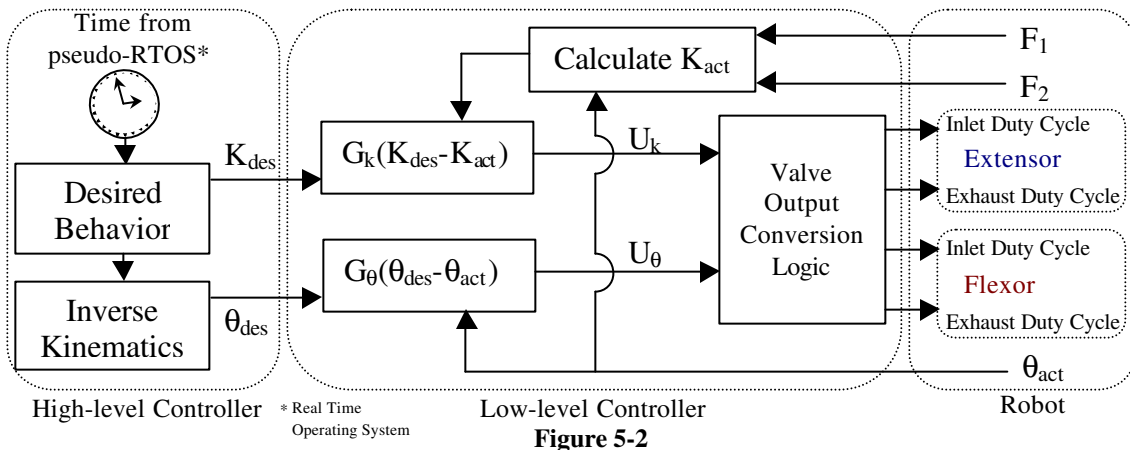 Time from
pseudo-RTOS*
Desired
Behavior
Inverse
Kinematics
K_des
θ_des
High-level Controller
* Real Time
Operating System
Calculate K_act
G_k(K_des-K_act)
G_θ(θ_des-θ_act)
U_k
U_θ
Valve
Output
Conversion
Logic
Low-level Controller
F_1
F_2
Inlet Duty Cycle
Extensor
Exhaust Duty Cycle
Inlet Duty Cycle
Flexor
Exhaust Duty Cycle
θ_act
Robot
Figure 5-2